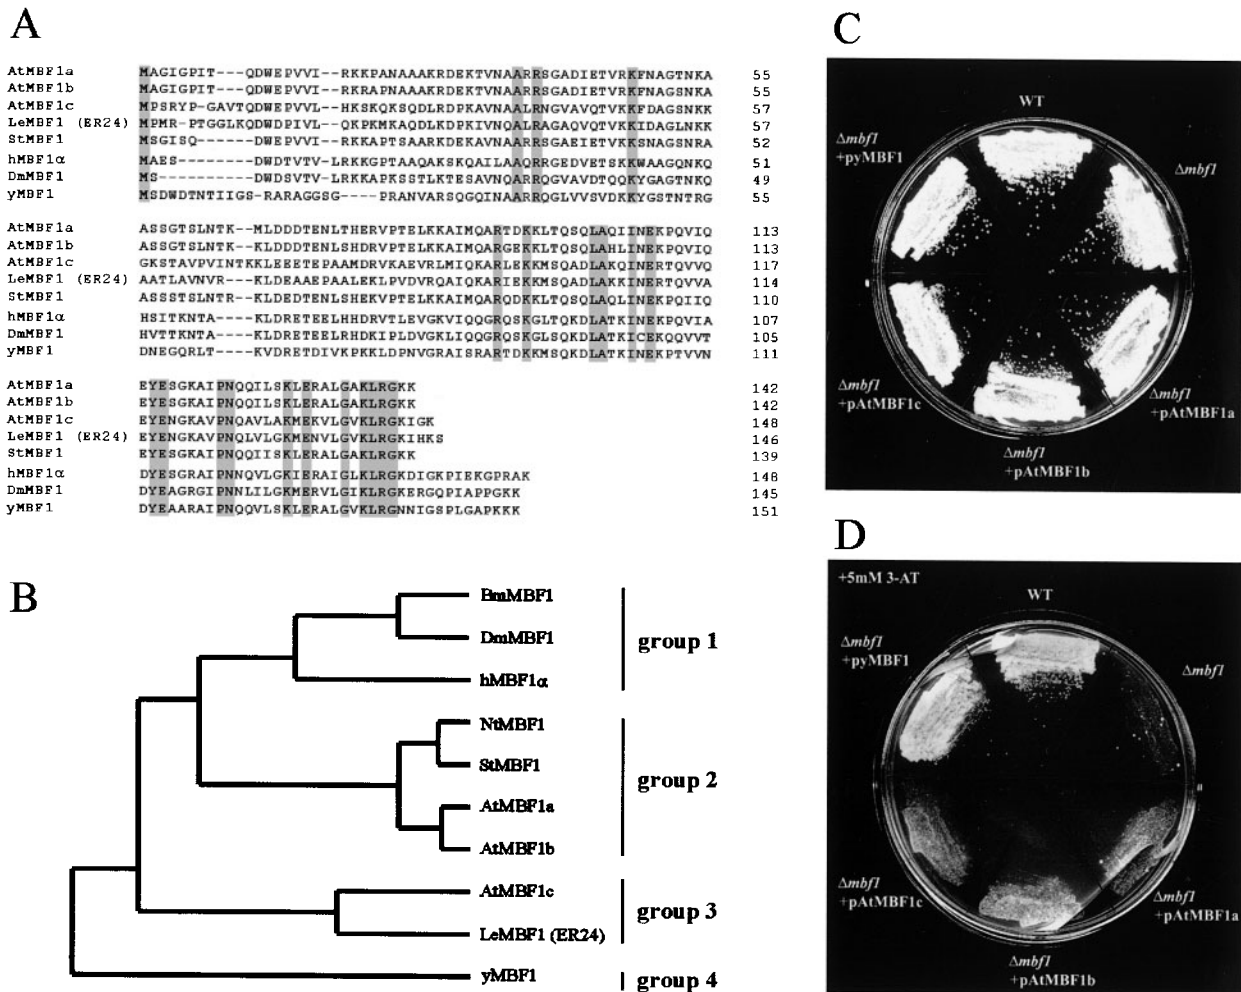 A
AtMBF1a MAGIGPIT---QDWEPVVI--RKKPANAAAKRDEKTVNAARRSGADIETVRKFNAGTNKA 55
AtMBF1b MAGIGPIT---QDWEPVVI--RKKAPNAAAKRDEKTVNAARRSGADIETVRKFNAGSNKA 55
AtMBF1c MPSRYP-GAVTQDWEPVVL--HKSKQKSQDLRDPKAVNAALRNGVAVQTVKKFDAGSNKK 57
LeMBF1 (ER24) MPMR-PTGGLKQDWDPIVL--QKPKMKAQDLKDPKIVNQALRAGAQVQTVKKIDAGLNKK 57
StMBF1 MSGISQ-----DWEPVVI--RKKAPTSAARKDEKAVNAARRSGAEIETVKKSNAGSNRA 52
hMBF1α MAES-------DWDTVTV-LRKKGPTAAQAKSKQAILAAQRRGEDVETSKKWAAGQNKQ 51
DmMBF1 MS---------DWDSVTV-LRKKAPKSSTLKTESAVNQARRQGVAVDTQQKYGAGTNKQ 49
yMBF1 MSDWDTNTIIGS-RARAGGSGS----PRANVARSQGQINAARRQGLVVSVDKKYGSTNTRG 55
AtMBF1a ASSGTSLNTK--MLDDDTENLTHERVPTELKKAIMQARTDKKLTQSQLAQIINEKPQVIQ 113
AtMBF1b ASSGTSLNTK--KLDDDTENLSHDRVPTELKKAIMQARGEKKLTQSQLAHLINEKPQVIQ 113
AtMBF1c GKSTAVPVINTKKLEEETEPAAMDRVKAEVRLMIQKARLEKKMSQADLAKQINERTQVVQ 117
LeMBF1 (ER24) AATLAVNVR---KLDEAAEPAALEKLPVDVRQAIQKARIEKKMSQADLAKKINERTQVVA 114
StMBF1 ASSSTSLNTR--KLDEDTENLSHEKVPTELKKAIMQARQDKKLTQSQLAQLINEKPQIIQ 110
hMBF1α HSITKNTA----KLDRETEELHHDRVTLEVGKVIQQGRQSKGLTQKDLATKINEKPQVIA 107
DmMBF1 HVTTKNTA----KLDRETEELRHDKIPLDVGKLIQQGRQSKGLSQKDLATKICEKQQVVT 105
yMBF1 DNEGQRLT----KVDRETDIVKPKKLDPNVGRAISRARTDKKMSQKDLATKINEKPTVVN 111
AtMBF1a EYESGKAIPNQQILSKLERALGAKLRGKK 142
AtMBF1b EYESGKAIPNQQILSKLERALGAKLRGKK 142
AtMBF1c EYENGKAVPNQAVLAKMEKVLGVKLRGKIGK 148
LeMBF1 (ER24) EYENGKAVPNQLVLGKMENVLGVKLRGKIHKS 146
StMBF1 EYESGKAIPNQQILSKLERALGAKLRGKK 139
hMBF1α DYESGRAIPNNQVLGKIERAIGLKLRGKDIGKPIEKGPRAK 148
DmMBF1 DYEAGRGIPNNLILGKMERVLGIKLRGKERGQPIAPPGKK 145
yMBF1 DYEAARAIPNQQVLSKLERALGVKLRGNNIGSPLGAPKKK 151
B
BmMBF1
DmMBF1
hMBF1α
group 1
NtMBF1
StMBF1
AtMBF1a
AtMBF1b
group 2
AtMBF1c
LeMBF1 (ER24)
group 3
yMBF1
group 4
C
WT
Δmbf1
+pyMBF1
Δmbf1
Δmbf1
+pAtMBF1c
Δmbf1
+pAtMBF1a
Δmbf1
+pAtMBF1b
D
+5mM 3-AT
WT
Δmbf1
+pyMBF1
Δmbf1
Δmbf1
+pAtMBF1c
Δmbf1
+pAtMBF1a
Δmbf1
+pAtMBF1b